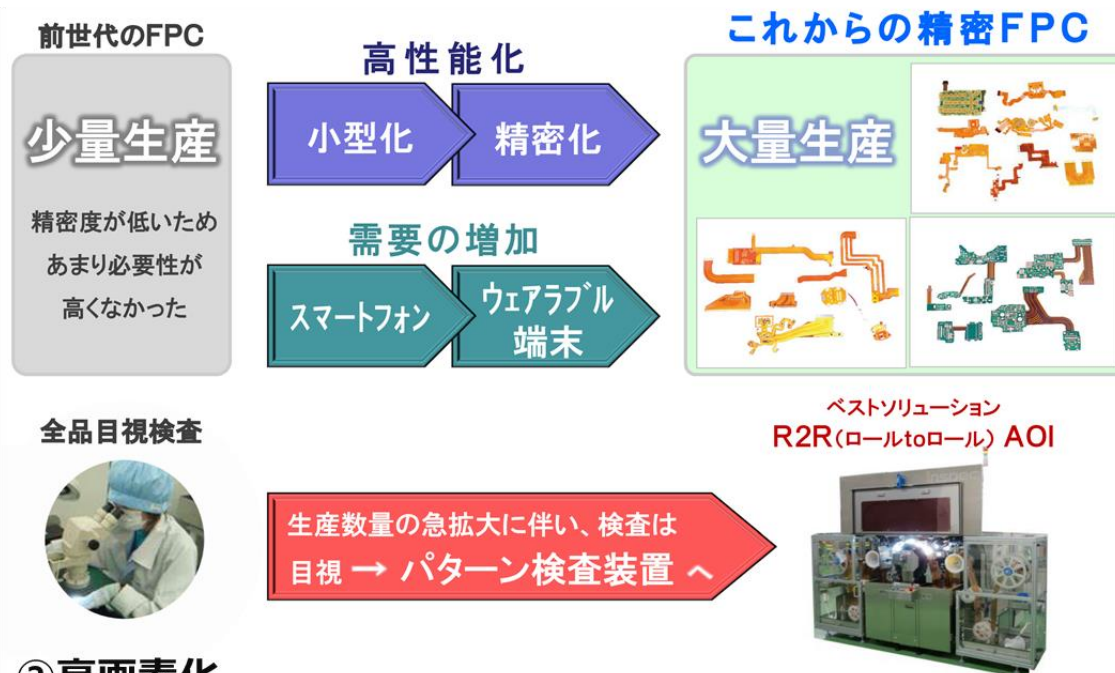 前世代のFPC
少量生産
精密度が低いため
あまり必要性が
高くなかった
高性能化
小型化
精密化
需要の増加
スマートフォン
ウェアラブル
端末
これからの精密FPC
大量生産
全品目視検査
生産数量の急拡大に伴い、検査は
目視 → パターン検査装置 へ
ベストソリューション
R2R(ロールtoロール) AOI